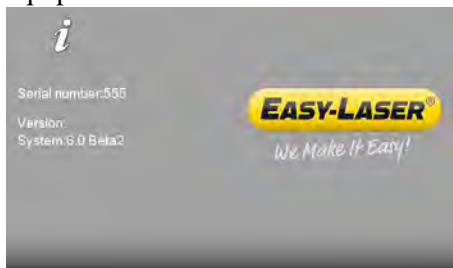 i
Serial number:555
Version:
System:6.0 Beta2
EASY-LASER®
We Make It Easy!